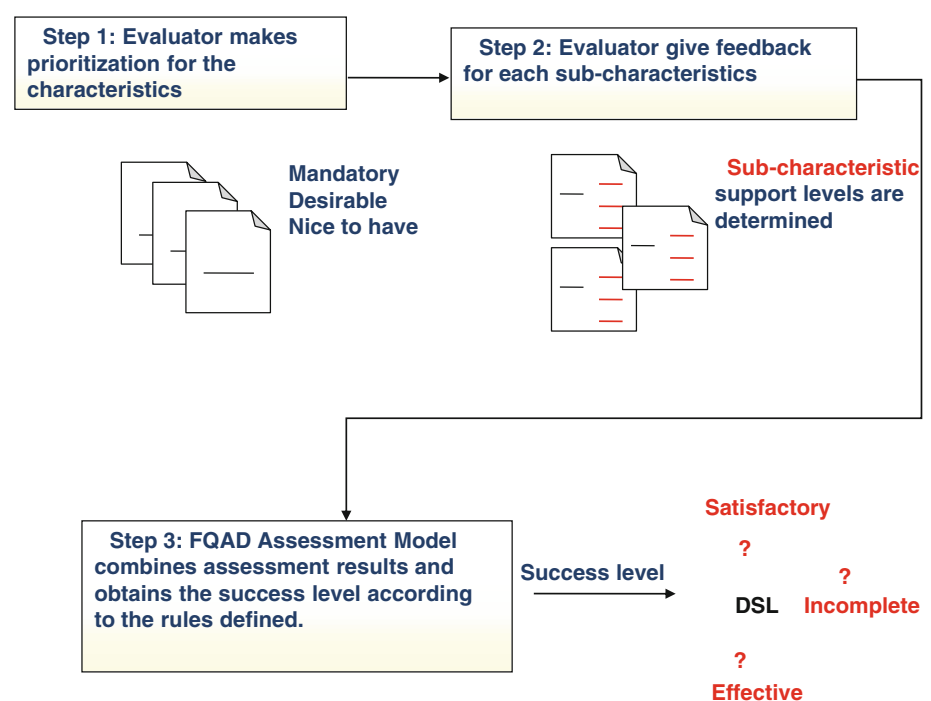 Step 1: Evaluator makes
prioritization for the
characteristics
Step 2: Evaluator give feedback
for each sub-characteristics
Mandatory
Desirable
Nice to have
Sub-characteristic
support levels are
determined
Step 3: FQAD Assessment Model
combines assessment results and
obtains the success level according
to the rules defined.
Success level
Satisfactory
?
?
DSL
Incomplete
?
Effective